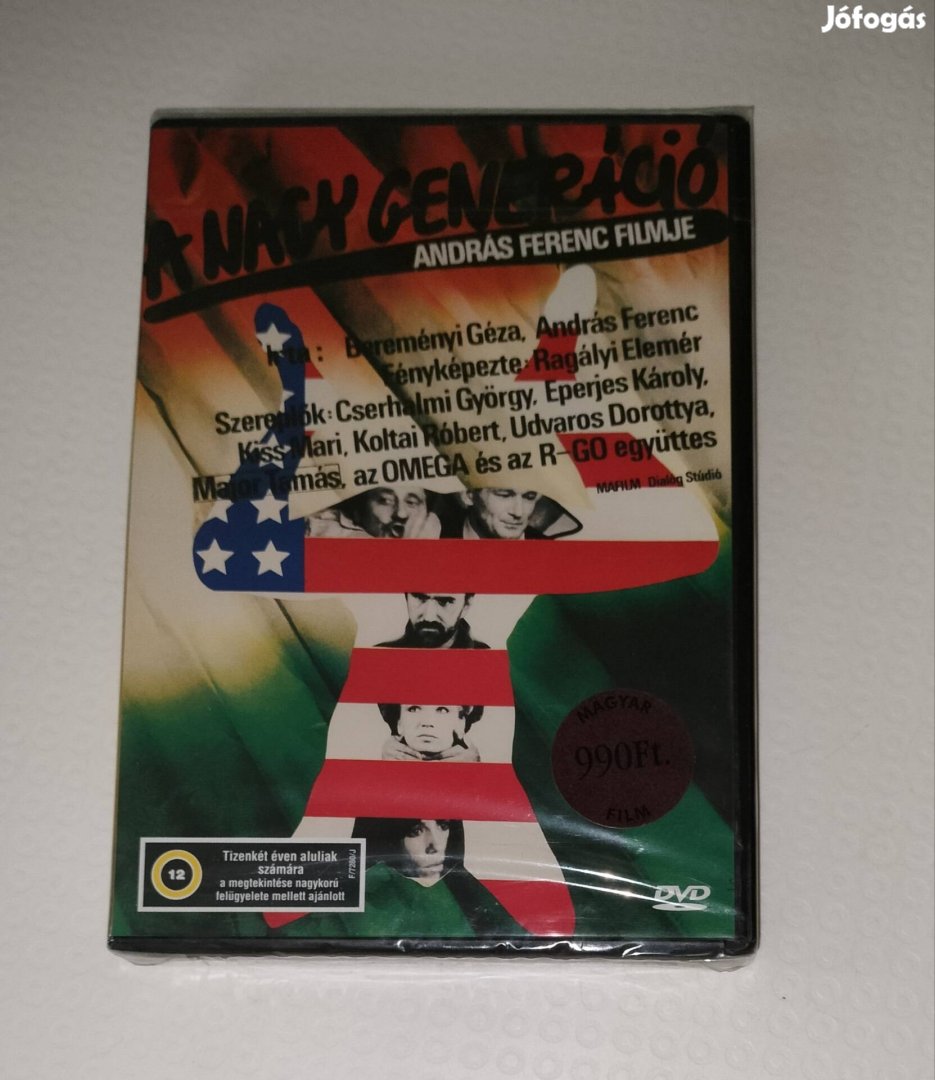 Jófogás
A NAGY GENERÁCIÓ
ANDRÁS FERENC FILMJE
Írta: Bereményi Géza, András Ferenc
Fényképezte: Ragályi Elemér
Szereplők: Cserhalmi György, Eperjes Károly,
Kiss Mari, Koltai Róbert, Udvaros Dorottya,
Major Tamás, az OMEGA és az R-GO együttes
MAFILM Dialóg Stúdió
MAGYAR
990Ft.
FILM
12
Tizenkét éven aluliak
számára
a megtekintése nagykorú
felügyelete mellett ajánlott
F/7280/J
DVD